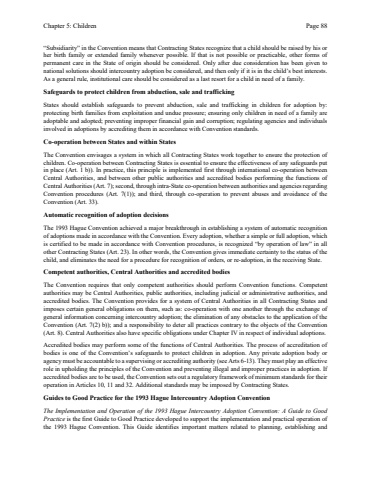 Chapter 5: Children Page 88
"Subsidiarity" in the Convention means that Contracting States recognize that a child should be raised by his or
her birth family or extended family whenever possible. If that is not possible or practicable, other forms of
permanent care in the State of origin should be considered. Only after due consideration has been given to
national solutions should intercountry adoption be considered, and then only if it is in the child's best interests.
As a general rule, institutional care should be considered as a last resort for a child in need of a family.
Safeguards to protect children from abduction, sale and trafficking
States should establish safeguards to prevent abduction, sale and trafficking in children for adoption by:
protecting birth families from exploitation and undue pressure; ensuring only children in need of a family are
adoptable and adopted; preventing improper financial gain and corruption; regulating agencies and individuals
involved in adoptions by accrediting them in accordance with Convention standards.
Co-operation between States and within States
The Convention envisages a system in which all Contracting States work together to ensure the protection of
children. Co-operation between Contracting States is essential to ensure the effectiveness of any safeguards put
in place (Art. 1 b)). In practice, this principle is implemented first through international co-operation between
Central Authorities, and between other public authorities and accredited bodies performing the functions of
Central Authorities (Art. 7); second, through intra-State co-operation between authorities and agencies regarding
Convention procedures (Art. 7(1)); and third, through co-operation to prevent abuses and avoidance of the
Convention (Art. 33).
Automatic recognition of adoption decisions
The 1993 Hague Convention achieved a major breakthrough in establishing a system of automatic recognition
of adoptions made in accordance with the Convention. Every adoption, whether a simple or full adoption, which
is certified to be made in accordance with Convention procedures, is recognized "by operation of law" in all
other Contracting States (Art. 23). In other words, the Convention gives immediate certainty to the status of the
child, and eliminates the need for a procedure for recognition of orders, or re-adoption, in the receiving State.
Competent authorities, Central Authorities and accredited bodies
The Convention requires that only competent authorities should perform Convention functions. Competent
authorities may be Central Authorities, public authorities, including judicial or administrative authorities, and
accredited bodies. The Convention provides for a system of Central Authorities in all Contracting States and
imposes certain general obligations on them, such as: co-operation with one another through the exchange of
general information concerning intercountry adoption; the elimination of any obstacles to the application of the
Convention (Art. 7(2) b)); and a responsibility to deter all practices contrary to the objects of the Convention
(Art. 8). Central Authorities also have specific obligations under Chapter IV in respect of individual adoptions.
Accredited bodies may perform some of the functions of Central Authorities. The process of accreditation of
bodies is one of the Convention's safeguards to protect children in adoption. Any private adoption body or
agency must be accountable to a supervising or accrediting authority (see Arts 6-13). They must play an effective
role in upholding the principles of the Convention and preventing illegal and improper practices in adoption. If
accredited bodies are to be used, the Convention sets out a regulatory framework of minimum standards for their
operation in Articles 10, 11 and 32. Additional standards may be imposed by Contracting States.
Guides to Good Practice for the 1993 Hague Intercountry Adoption Convention
The Implementation and Operation of the 1993 Hague Intercountry Adoption Convention: A Guide to Good
Practice is the first Guide to Good Practice developed to support the implementation and practical operation of
the 1993 Hague Convention. This Guide identifies important matters related to planning, establishing and